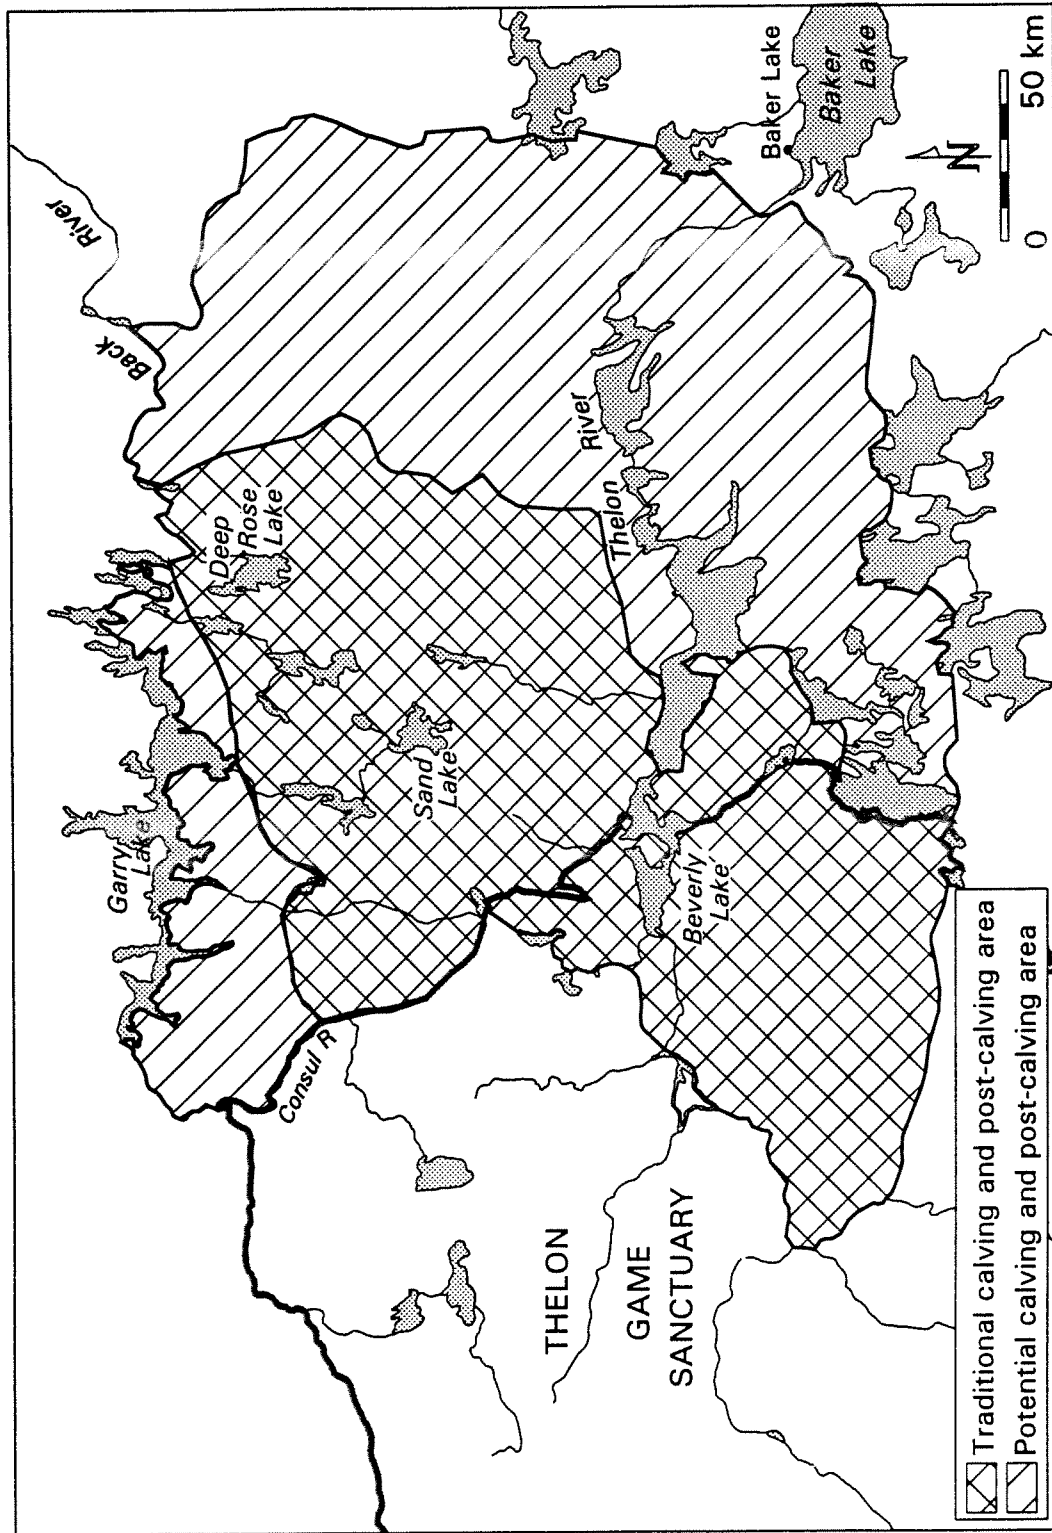 River
Back
Garry
Lake
Deep
Rose
Lake
Consul R
Sand
Lake
Thelon
River
Beverly
Lake
THELON
GAME
SANCTUARY
Baker Lake
Baker
Lake
N
0 50 km
Traditional calving and post-calving area
Potential calving and post-calving area